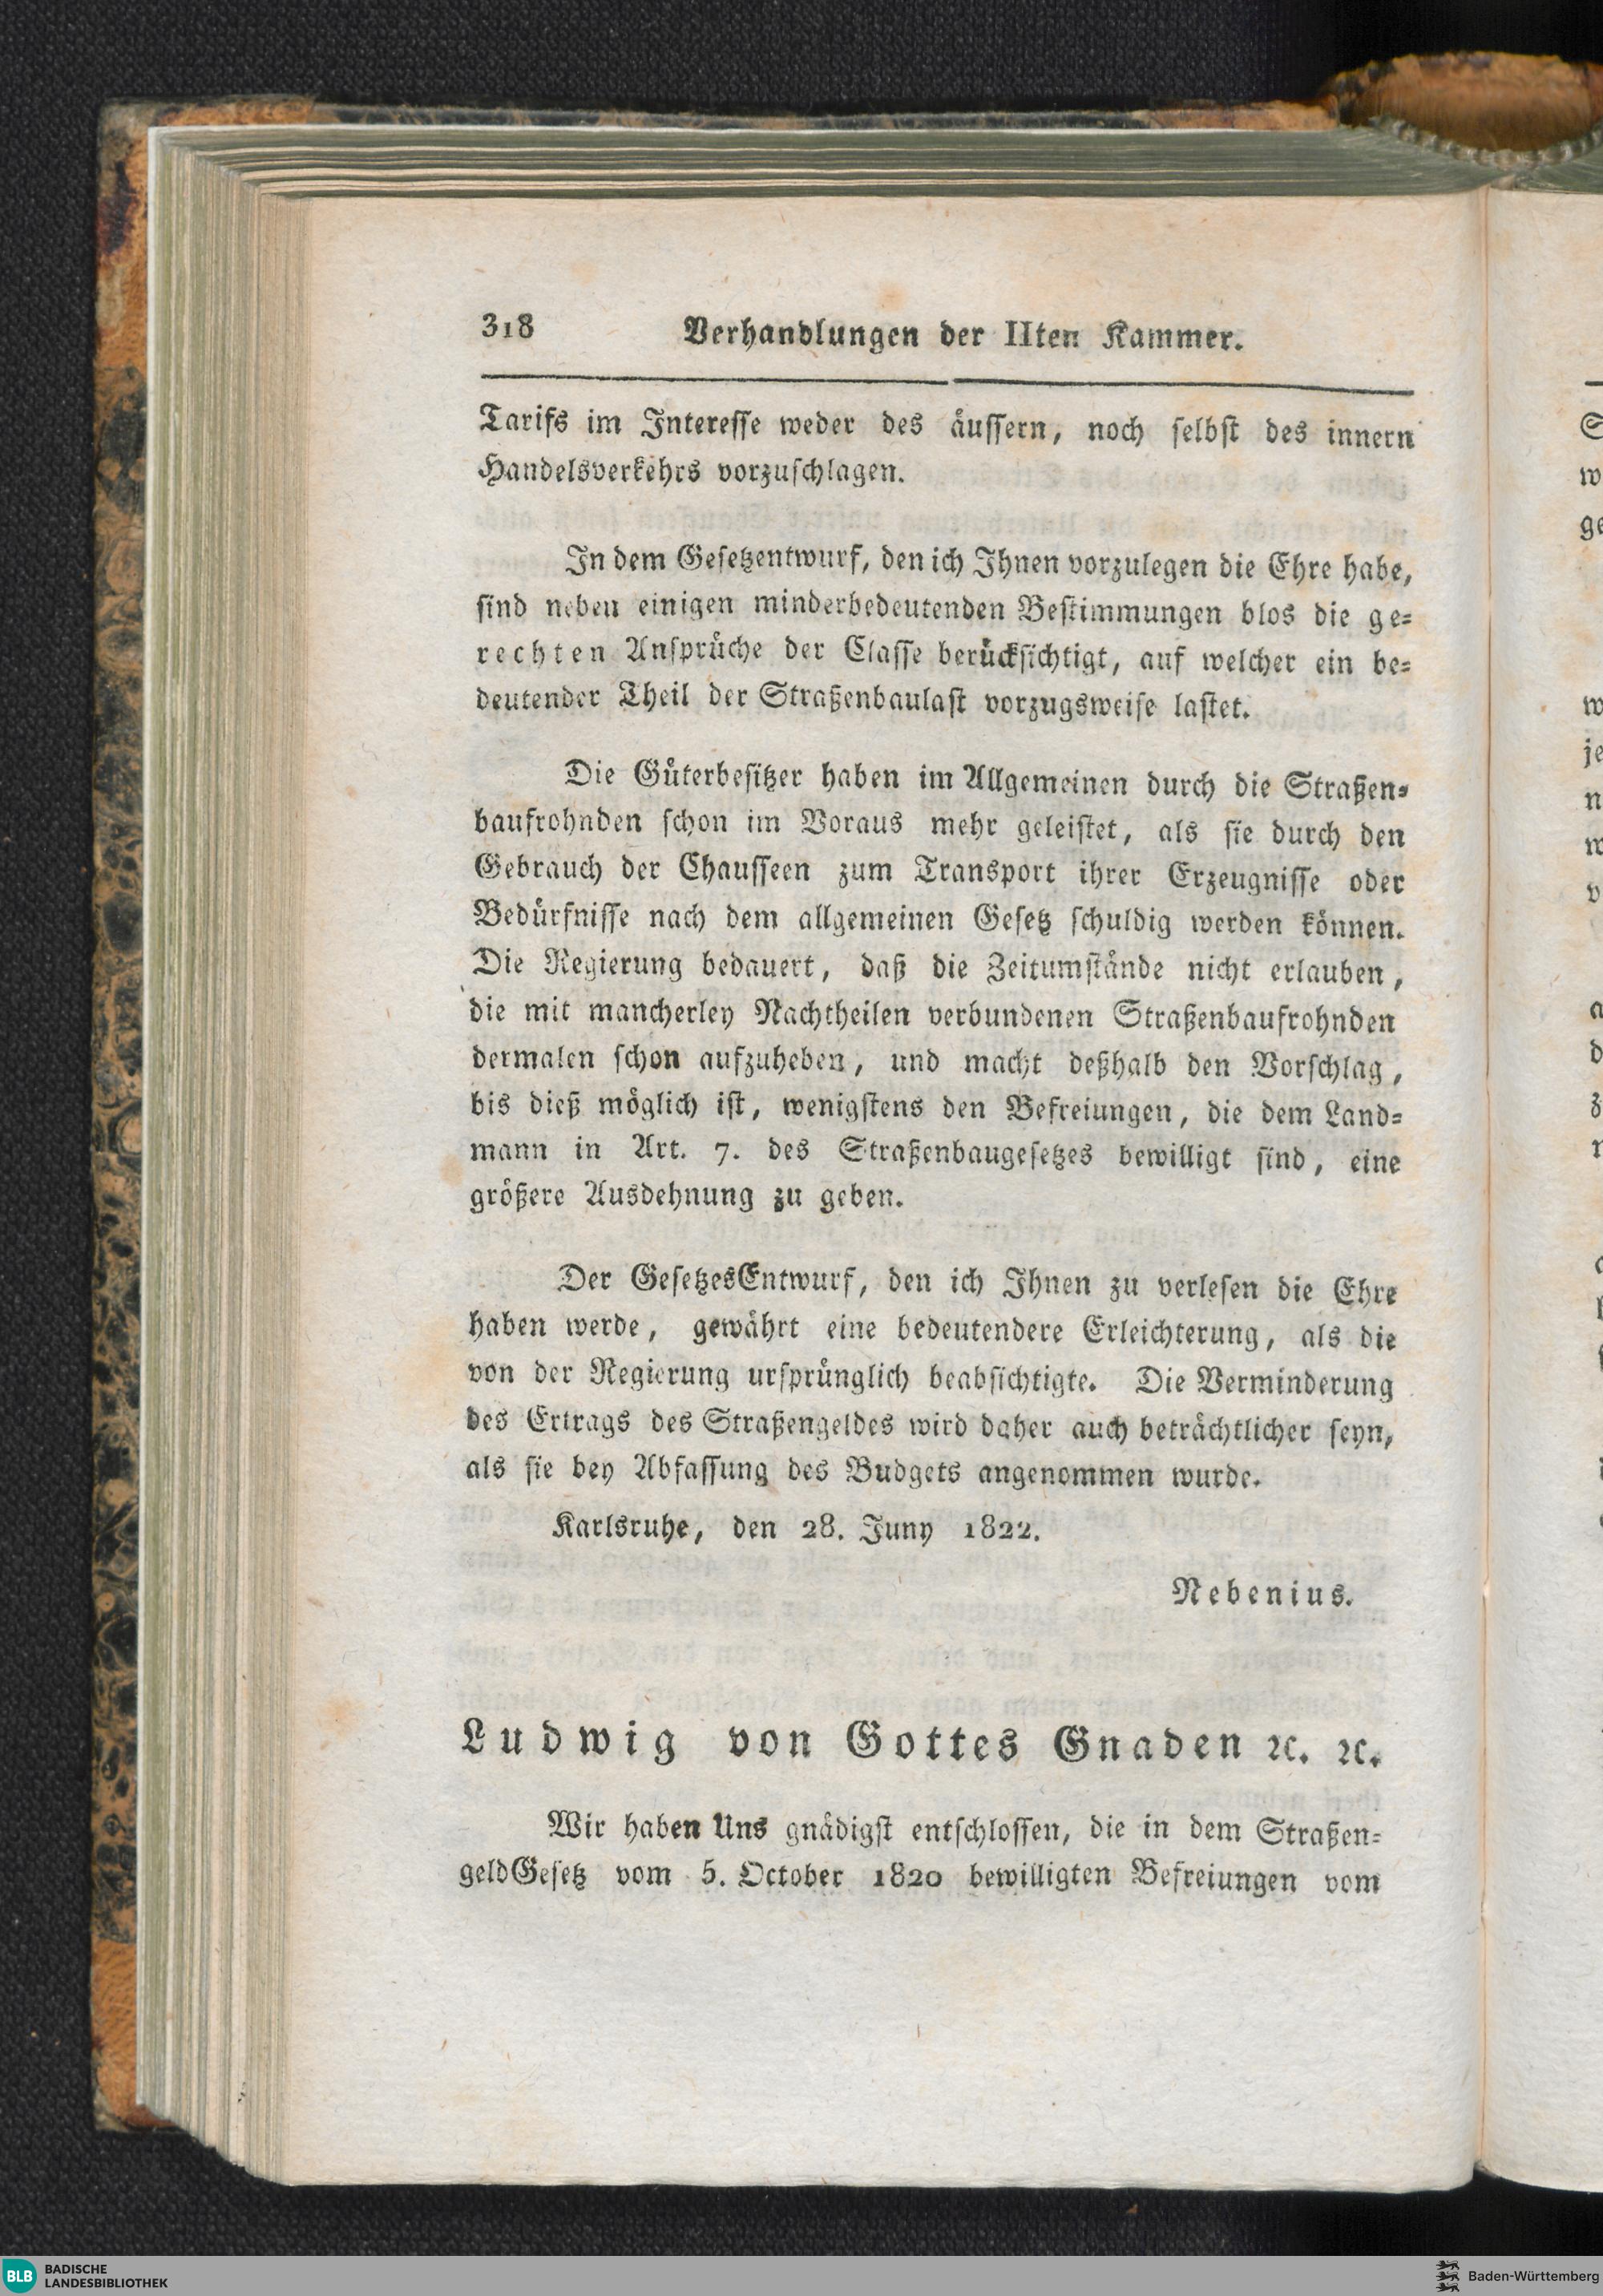 318 Verhandlungen der IIten Kammer.
Tarifs im Interesse weder des äussern, noch selbst des innern
Handelsverkehrs vorzuschlagen.
In dem Gesetzentwurf, den ich Ihnen vorzulegen die Ehre habe,
sind neben einigen minderbedeutenden Bestimmungen blos die ge-
rechten Ansprüche der Classe berücksichtigt, auf welcher ein be-
deutender Theil der Straßenbaulast vorzugsweise lastet.
Die Güterbesitzer haben im Allgemeinen durch die Straßen-
baufrohnden schon im Voraus mehr geleistet, als sie durch den
Gebrauch der Chausseen zum Transport ihrer Erzeugnisse oder
Bedürfnisse nach dem allgemeinen Gesetz schuldig werden können.
Die Regierung bedauert, daß die Zeitumstände nicht erlauben,
die mit mancherley Nachtheilen verbundenen Straßenbaufrohnden
dermalen schon aufzuheben, und macht deßhalb den Vorschlag,
bis dieß möglich ist, wenigstens den Befreiungen, die dem Land-
mann in Art. 7. des Straßenbaugesetzes bewilligt sind, eine
größere Ausdehnung zu geben.
Der GesetzesEntwurf, den ich Ihnen zu verlesen die Ehre
haben werde, gewährt eine bedeutendere Erleichterung, als die
von der Regierung ursprünglich beabsichtigte. Die Verminderung
des Ertrags des Straßengeldes wird daher auch beträchtlicher seyn,
als sie bey Abfassung des Budgets angenommen wurde.
Karlsruhe, den 28. Juny 1822.
Nebenius.
Ludwig von Gottes Gnaden ꝛc. ꝛc.
Wir haben Uns gnädigst entschlossen, die in dem Straßen-
geldGesetz vom 5. October 1820 bewilligten Befreiungen vom
BLB BADISCHE
LANDESBIBLIOTHEK
Baden-Württemberg